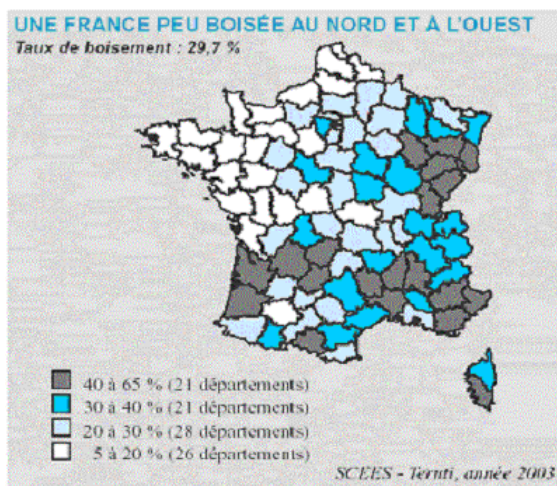 UNE FRANCE PEU BOISÉE AU NORD ET À L'OUEST
Taux de boisement : 29,7 %
40 à 65 % (21 départements)
30 à 40 % (21 départements)
20 à 30 % (28 départements)
5 à 20 % (26 départements)
SCEES - Teruti, année 2003